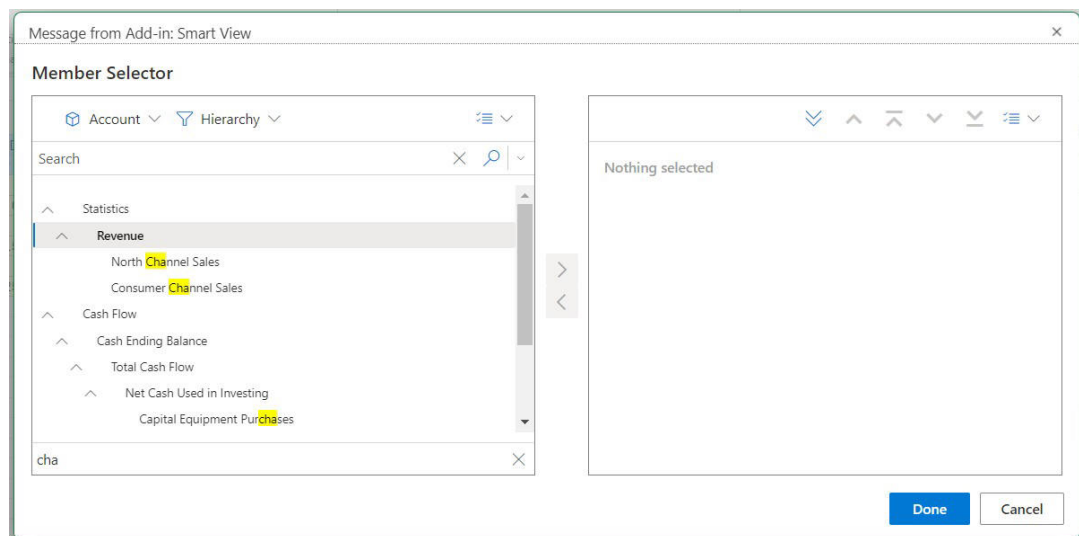 Message from Add-in: Smart View
Member Selector
Account Hierarchy
Search
Nothing selected
Statistics
Revenue
North Channel Sales
Consumer Channel Sales
Cash Flow
Cash Ending Balance
Total Cash Flow
Net Cash Used in Investing
Capital Equipment Purchases
cha
Done Cancel